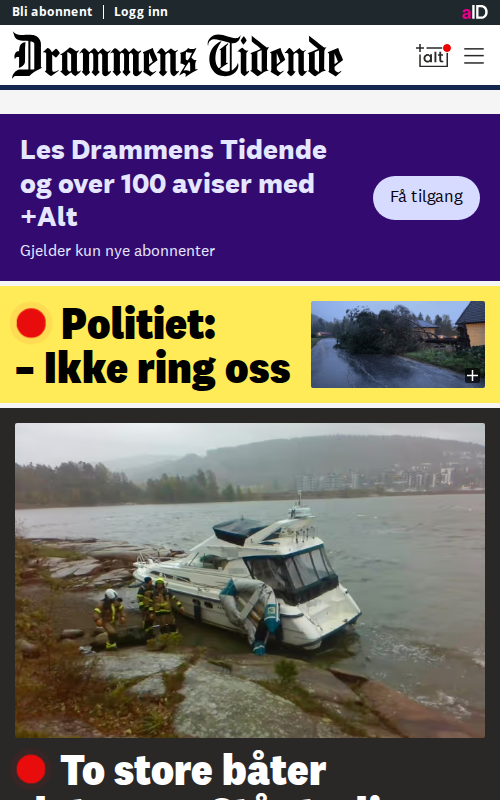 Bli abonnent | Logg inn
aID
Drammens Tidende
+alt
Les Drammens Tidende
og over 100 aviser med
+Alt
Gjelder kun nye abonnenter
Få tilgang
Politiet:
– Ikke ring oss
To store båter